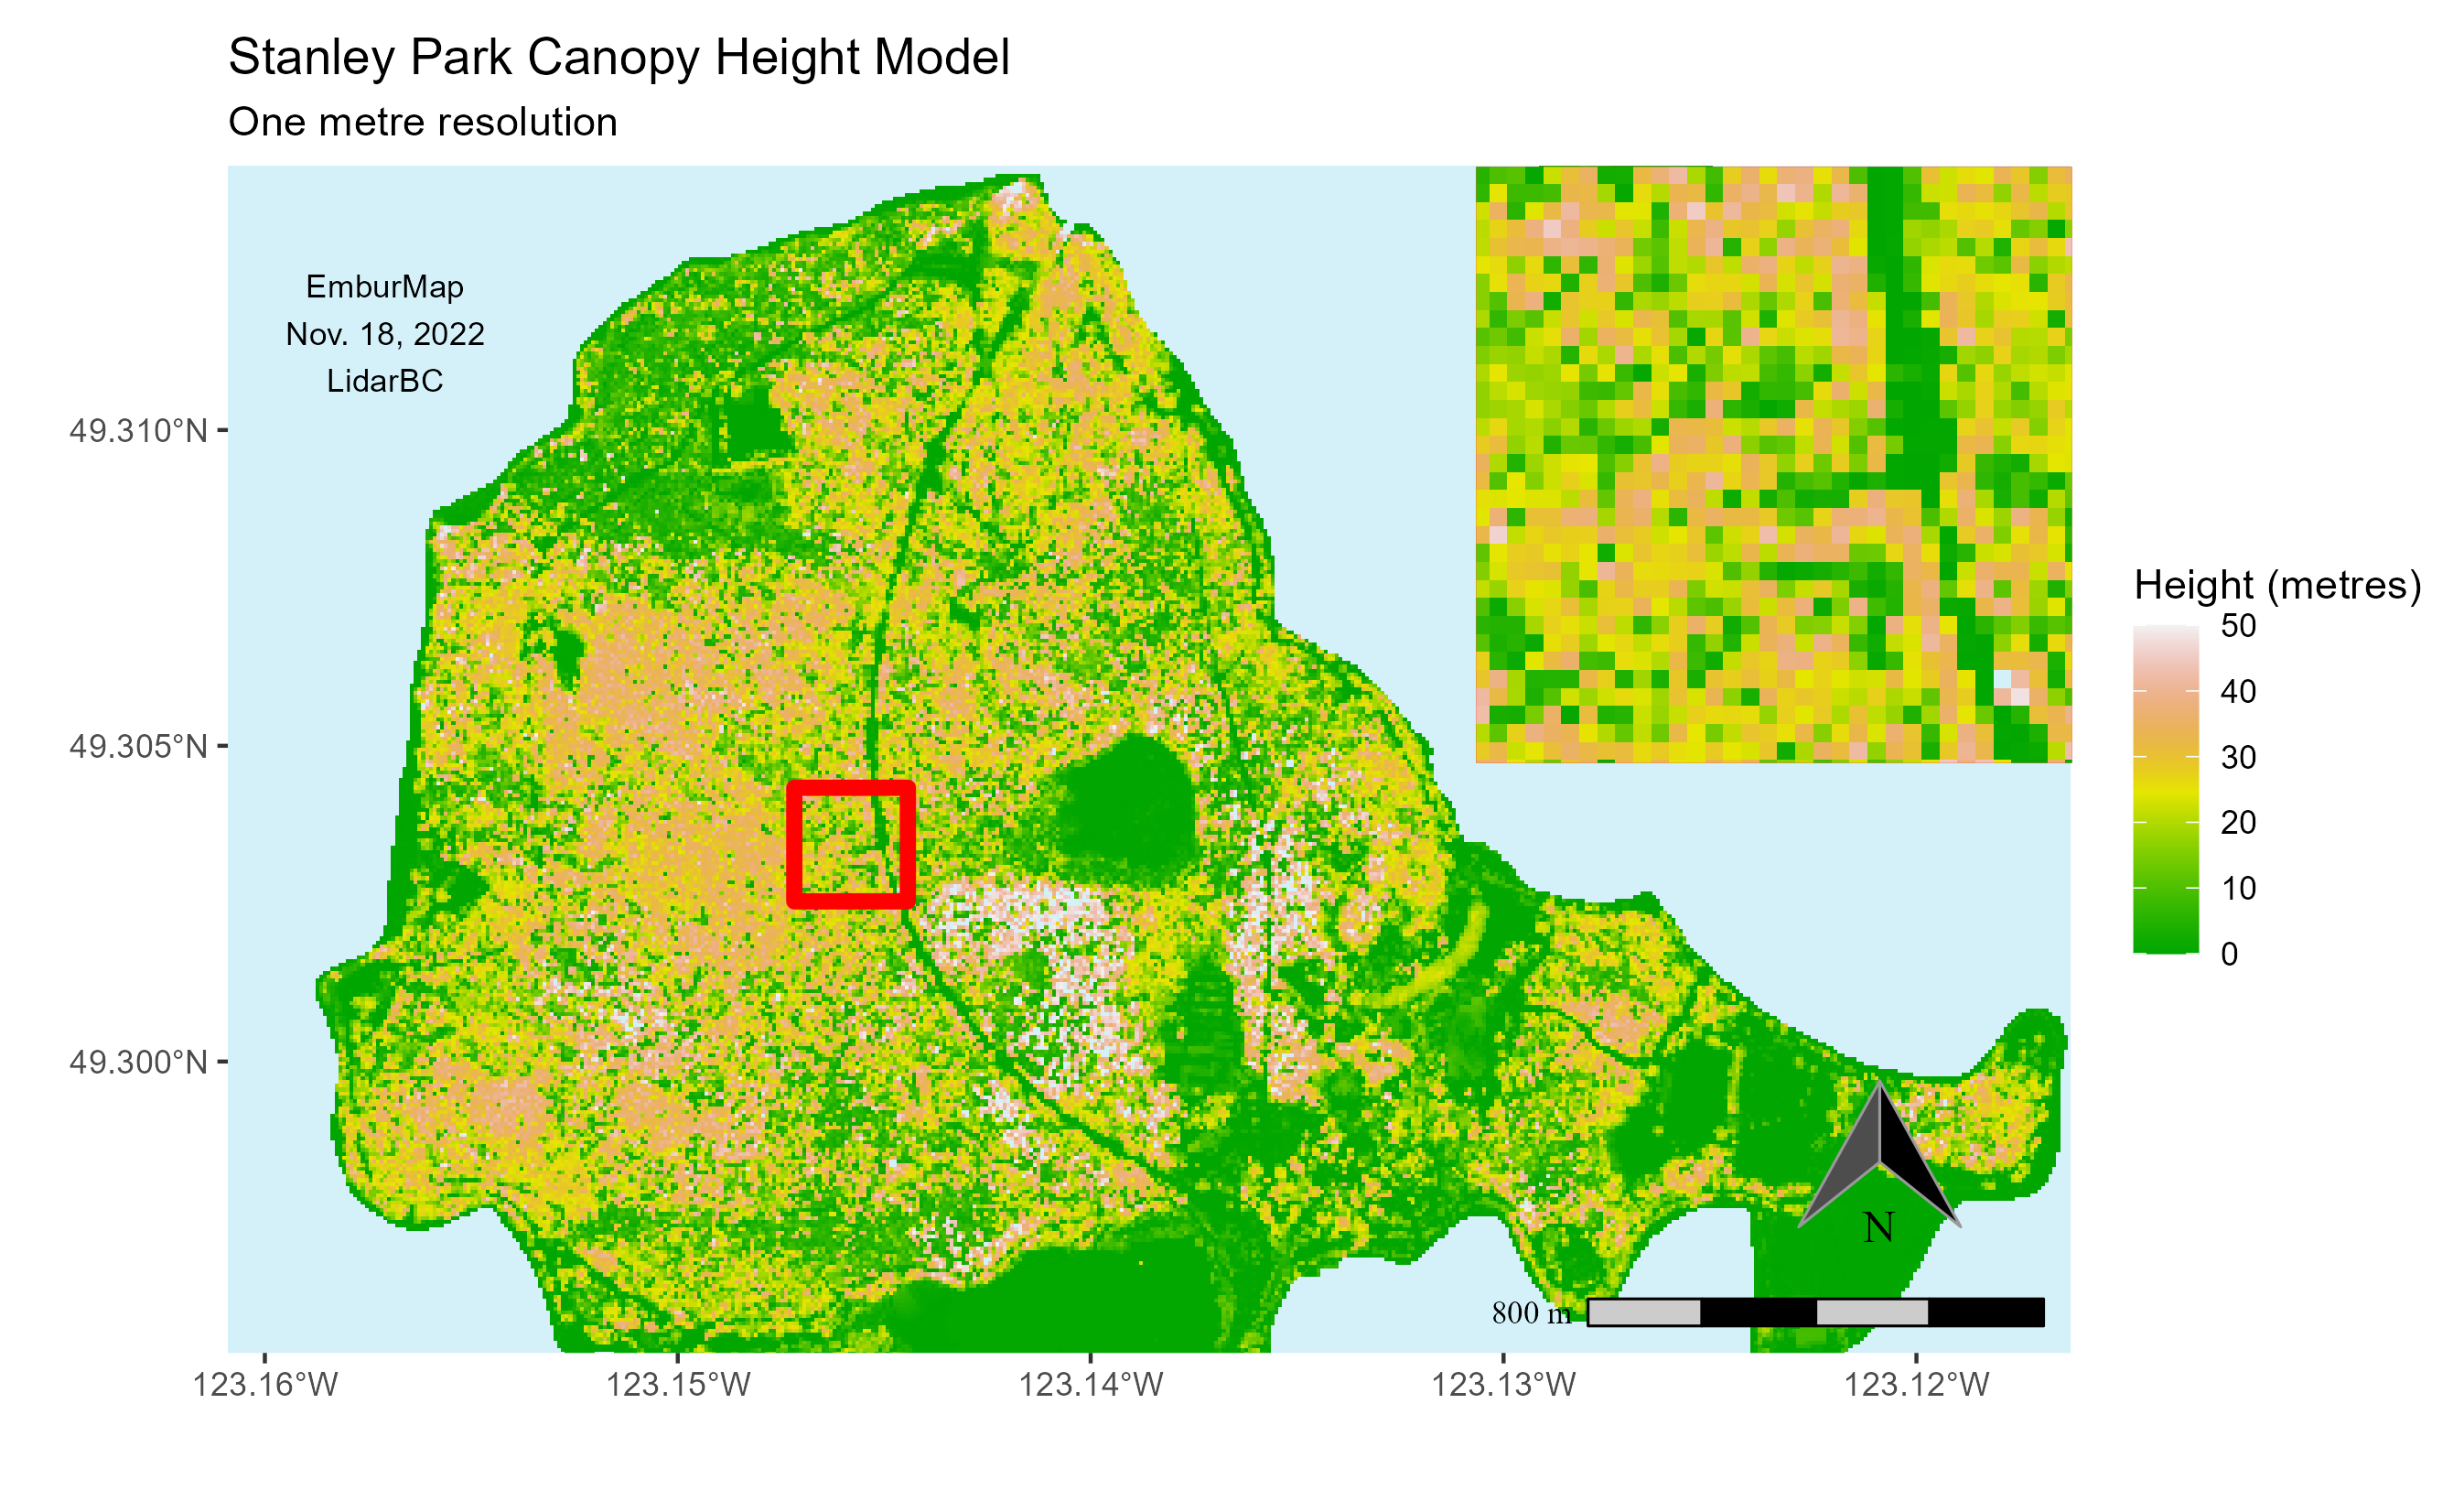 Stanley Park Canopy Height Model
One metre resolution
EmburMap
Nov. 18, 2022
LidarBC
49.310°N
49.305°N
49.300°N
Height (metres)
50
40
30
20
10
0
N
800 m
123.16°W
123.15°W
123.14°W
123.13°W
123.12°W